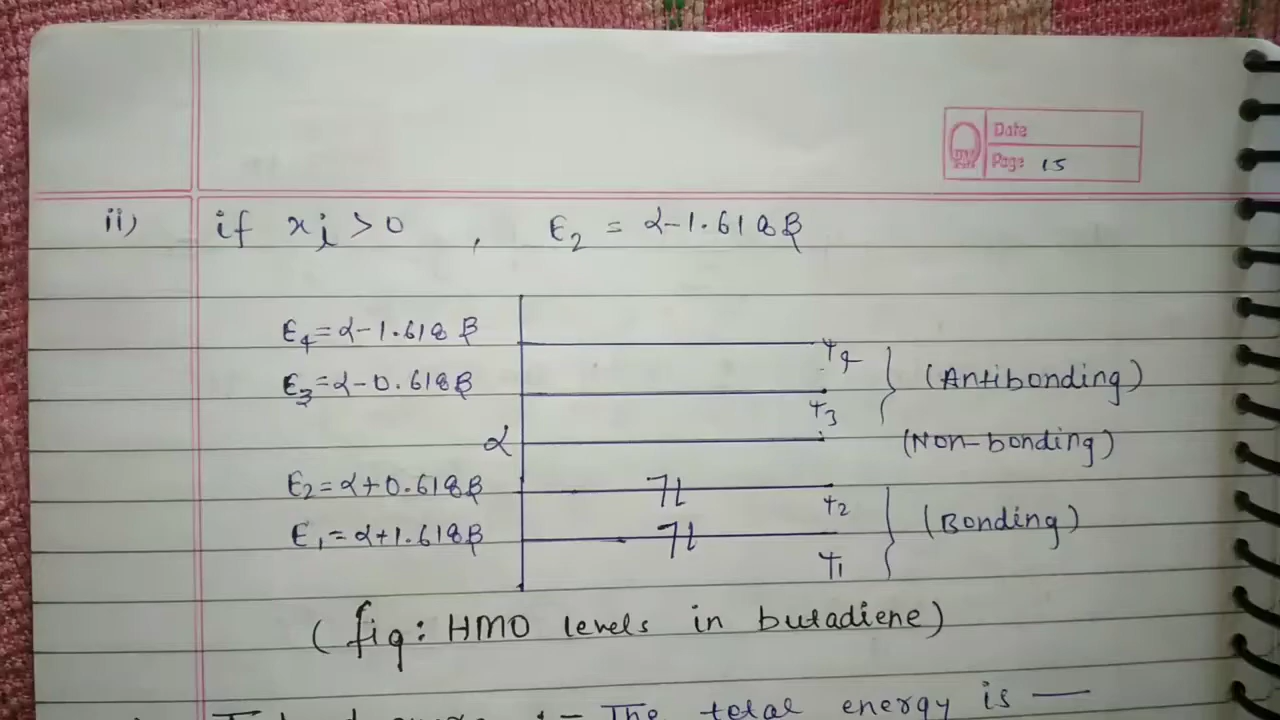 Date
Page 15
ii) if xj > 0 , E2 = α-1.618β
E4=α-1.618β Ψ4
E3=α-0.618β Ψ3 (Antibonding)
α (Non-bonding)
E2=α+0.618β Ψ2
E1=α+1.618β Ψ1 (Bonding)
(fig: HMO levels in butadiene)
:- The total energy is —